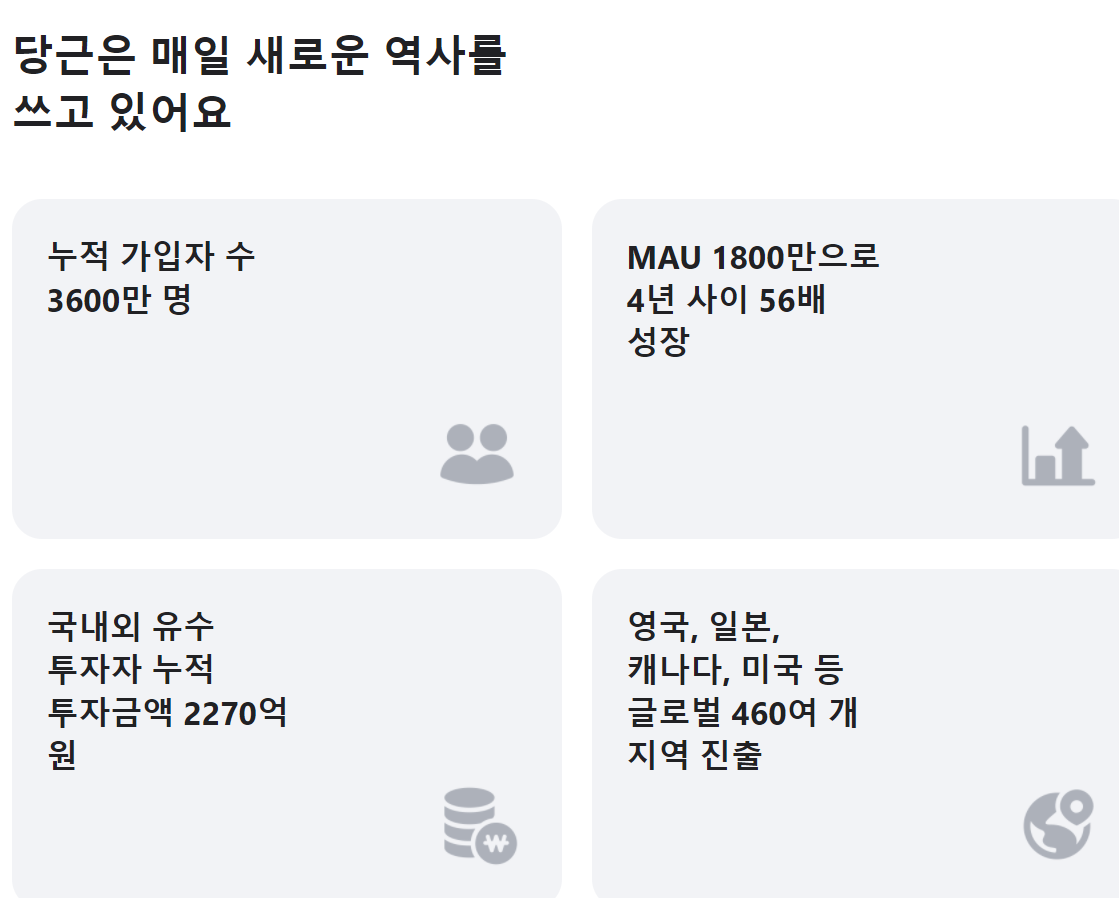 당근은 매일 새로운 역사를
쓰고 있어요
누적 가입자 수
3600만 명
MAU 1800만으로
4년 사이 56배
성장
국내외 유수
투자자 누적
투자금액 2270억
원
₩
영국, 일본,
캐나다, 미국 등
글로벌 460여 개
지역 진출